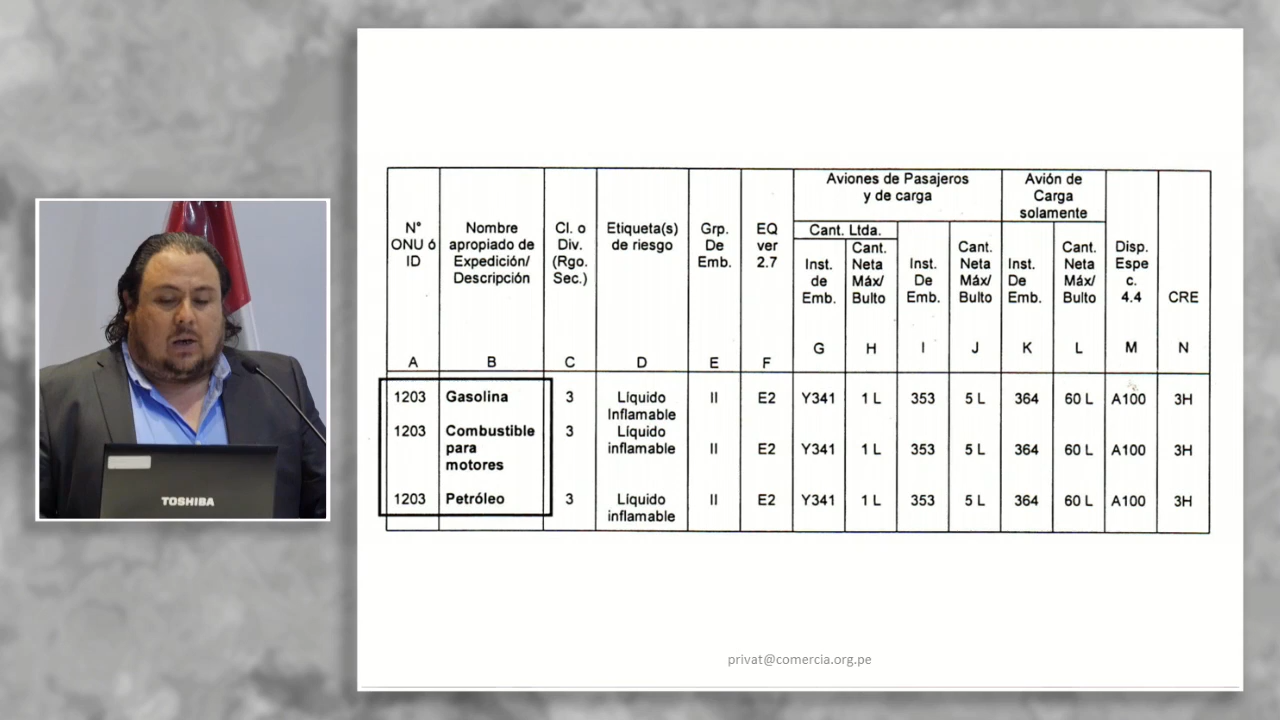 Aviones de Pasajeros
y de carga
Avión de
Carga
solamente
N°
ONU ó
ID
Nombre
apropiado de
Expedición/
Descripción
Cl. o
Div.
(Rgo.
Sec.)
Etiqueta(s)
de riesgo
Grp.
De
Emb.
EQ
ver
2.7
Cant. Ltda.
Inst.
de
Emb.
Cant.
Neta
Máx/
Bulto
Inst.
De
Emb.
Cant.
Neta
Máx/
Bulto
Inst.
De
Emb.
Cant.
Neta
Máx/
Bulto
Disp.
Espe
c.
4.4
CRE
A B C D E F G H I J K L M N
1203 Gasolina 3 Líquido Inflamable II E2 Y341 1 L 353 5 L 364 60 L A100 3H
1203 Combustible para motores 3 Líquido inflamable II E2 Y341 1 L 353 5 L 364 60 L A100 3H
1203 Petróleo 3 Líquido inflamable II E2 Y341 1 L 353 5 L 364 60 L A100 3H
TOSHIBA
privat@comercia.org.pe